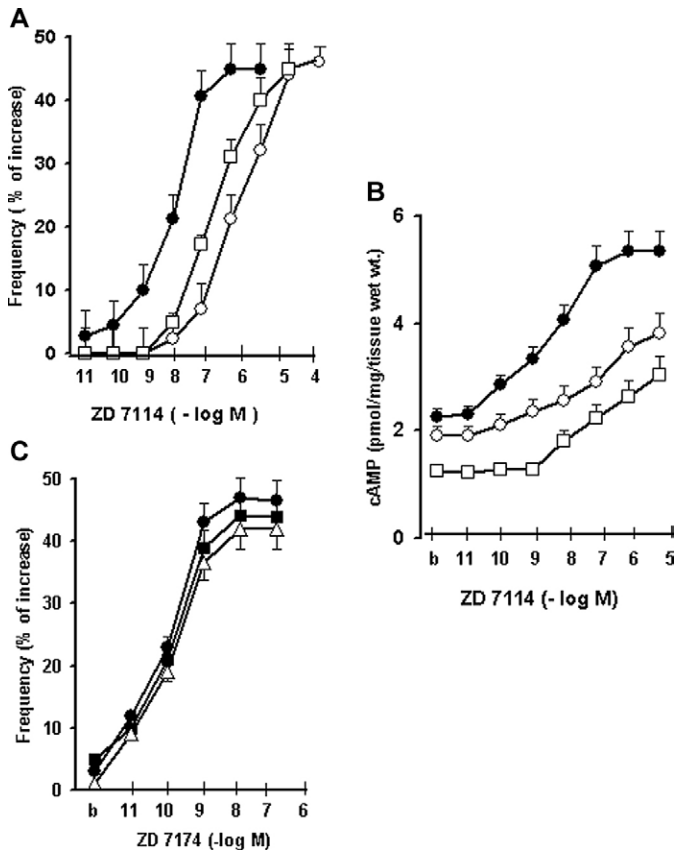 A
50
40
30
20
10
0
Frequency ( % of increase)
11 10 9 8 7 6 5 4
ZD 7114 ( - log M )
B
6
4
2
0
cAMP (pmol/mg/tissue wet wt.)
b 11 10 9 8 7 6 5
ZD 7114 (- log M)
C
50
40
30
20
10
0
Frequency (% of increase)
b 11 10 9 8 7 6
ZD 7174 (-log M)